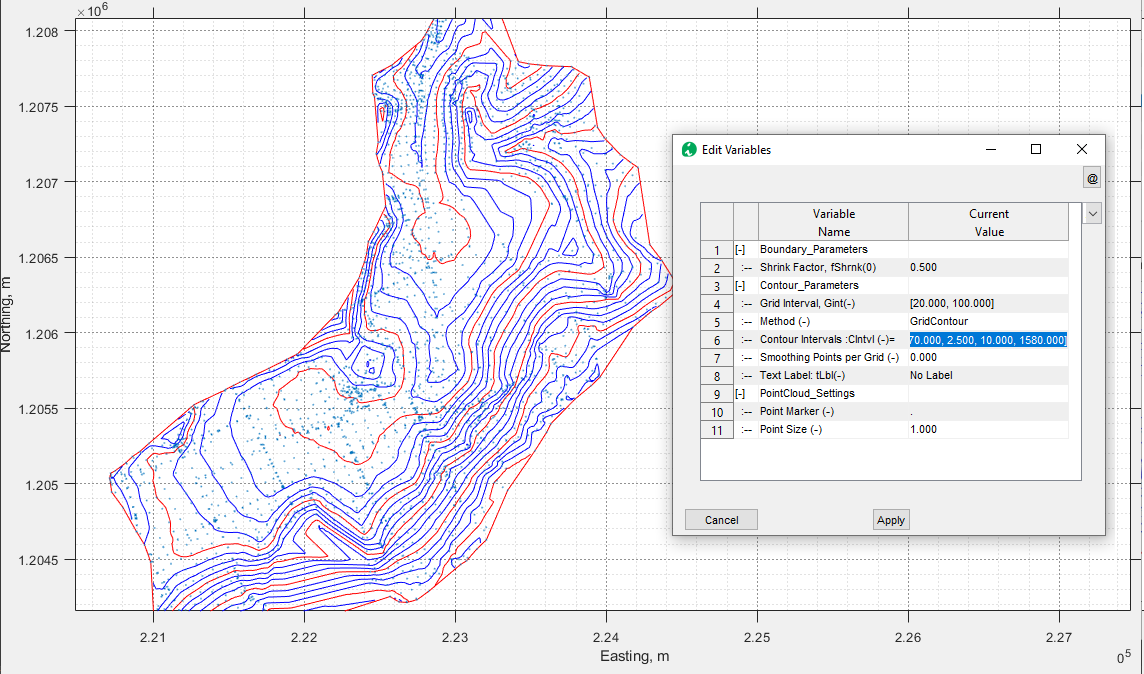 × 10⁶
1.208
1.2075
1.207
1.2065
1.206
1.2055
1.205
1.2045
Northing, m
2.21 2.22 2.23 2.24 2.25 2.26 2.27
Easting, m
0⁵
Edit Variables
@
Variable Name Current Value
1 [-] Boundary_Parameters
2 :-- Shrink Factor, fShrnk(0) 0.500
3 [-] Contour_Parameters
4 :-- Grid Interval, Gint(-) [20.000, 100.000]
5 :-- Method (-) GridContour
6 :-- Contour Intervals :CIntvl (-)= 70.000, 2.500, 10.000, 1580.000]
7 :-- Smoothing Points per Grid (-) 0.000
8 :-- Text Label: tLbl(-) No Label
9 [-] PointCloud_Settings
10 :-- Point Marker (-) .
11 :-- Point Size (-) 1.000
Cancel Apply